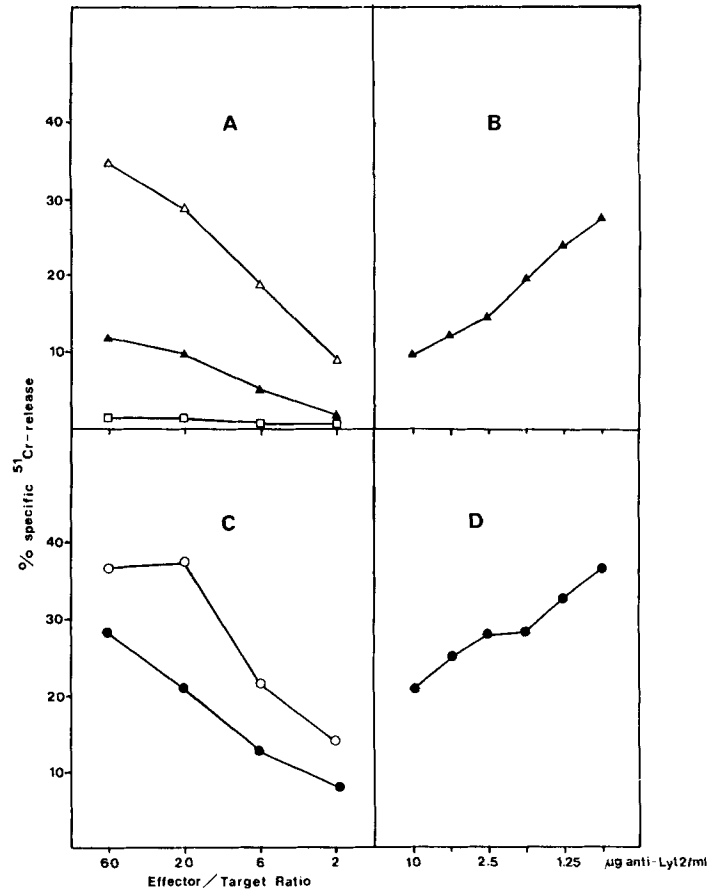 A
B
40
30
20
10
% specific ⁵¹Cr-release
C
D
40
30
20
10
60 20 6 2 10 2.5 1.25 µg anti-Lyt2/ml
Effector/Target Ratio